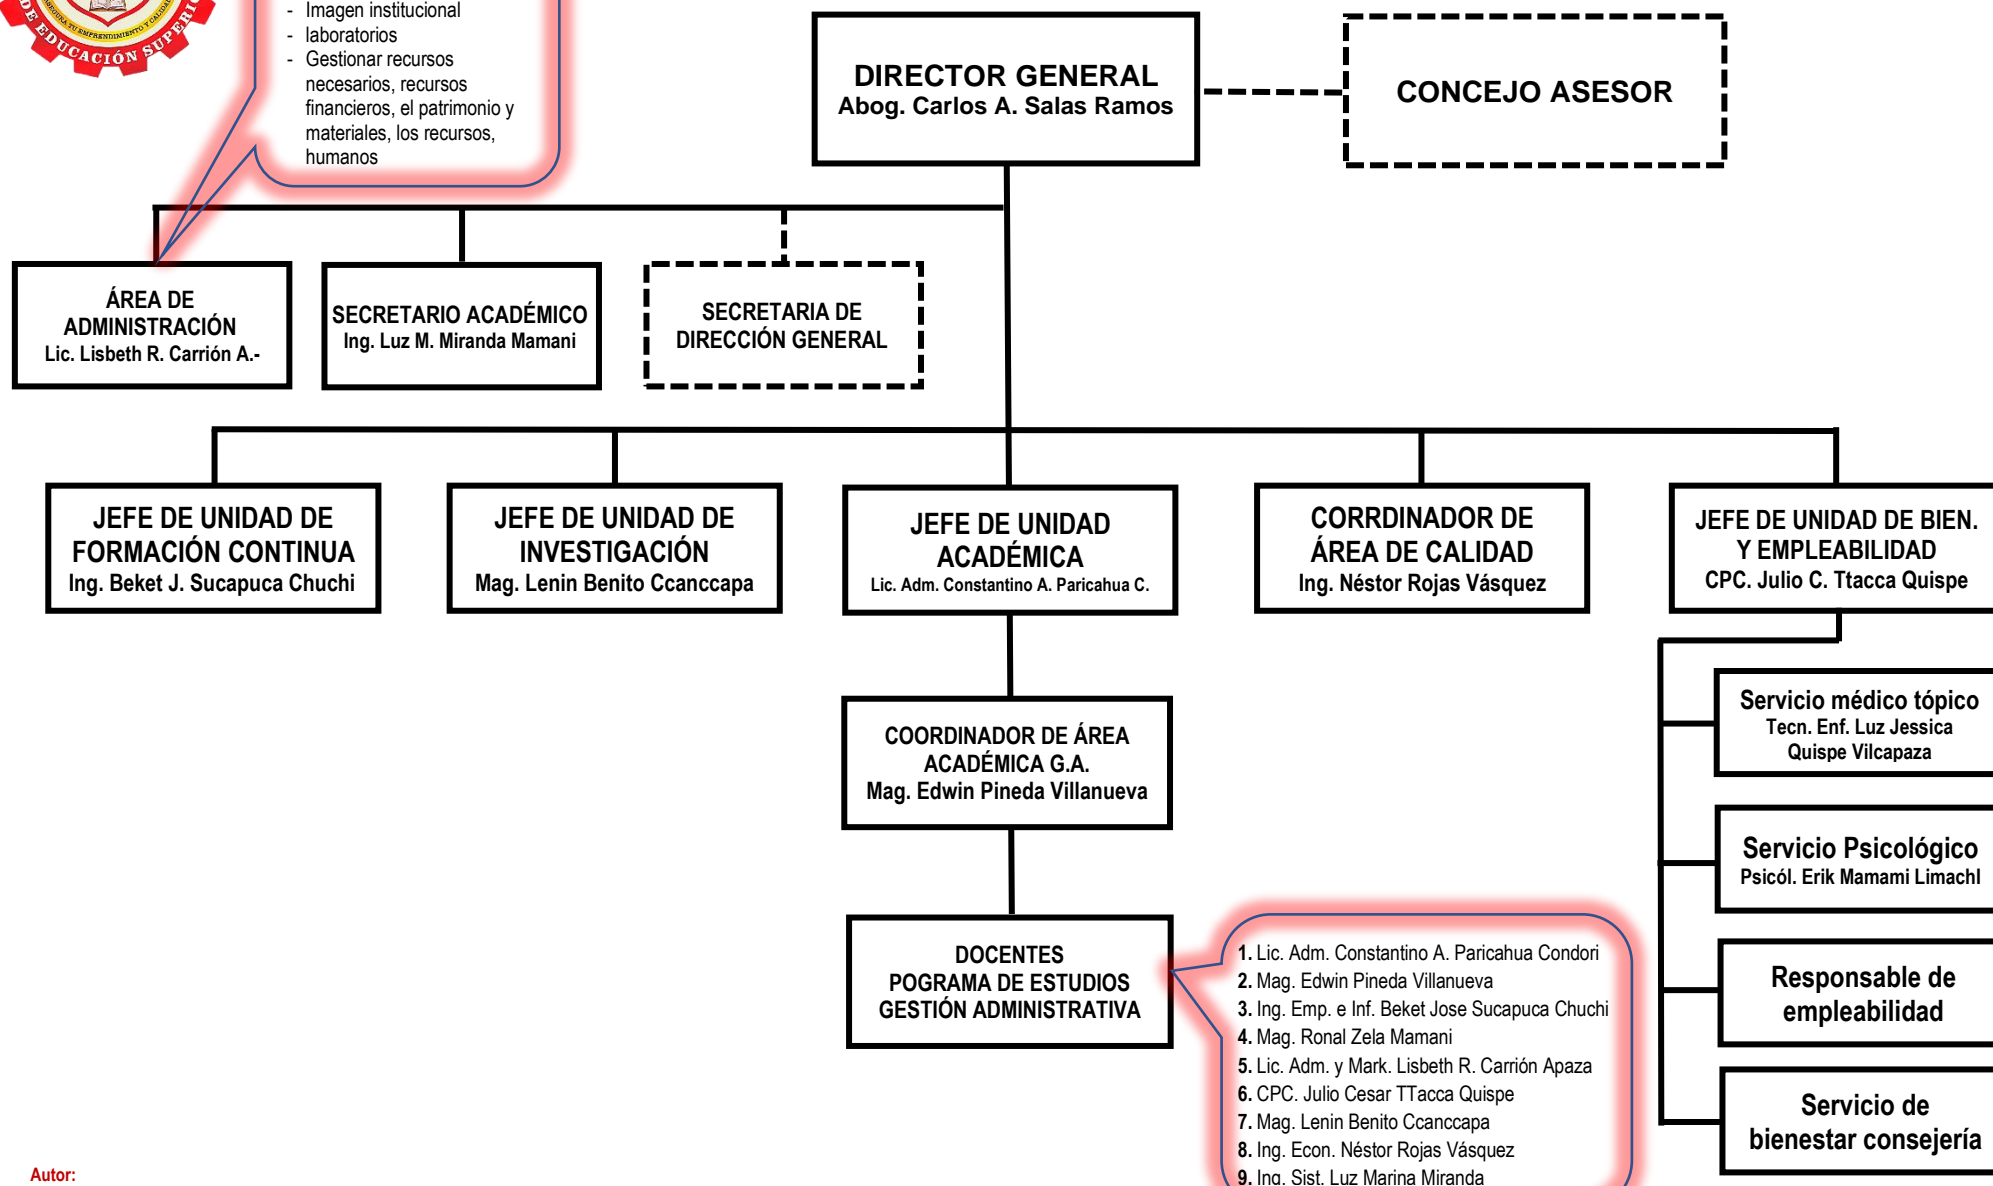 ASEGURA TU EMPRENDIMIENTO Y CALIDAD
DE EDUCACIÓN SUPERIOR
- Imagen institucional
- laboratorios
- Gestionar recursos
necesarios, recursos
financieros, el patrimonio y
materiales, los recursos,
humanos
DIRECTOR GENERAL
Abog. Carlos A. Salas Ramos
CONCEJO ASESOR
ÁREA DE
ADMINISTRACIÓN
Lic. Lisbeth R. Carrión A.-
SECRETARIO ACADÉMICO
Ing. Luz M. Miranda Mamani
SECRETARIA DE
DIRECCIÓN GENERAL
JEFE DE UNIDAD DE
FORMACIÓN CONTINUA
Ing. Beket J. Sucapuca Chuchi
JEFE DE UNIDAD DE
INVESTIGACIÓN
Mag. Lenin Benito Ccanccapa
JEFE DE UNIDAD
ACADÉMICA
Lic. Adm. Constantino A. Paricahua C.
CORRDINADOR DE
ÁREA DE CALIDAD
Ing. Néstor Rojas Vásquez
JEFE DE UNIDAD DE BIEN.
Y EMPLEABILIDAD
CPC. Julio C. Ttacca Quispe
Servicio médico tópico
Tecn. Enf. Luz Jessica
Quispe Vilcapaza
COORDINADOR DE ÁREA
ACADÉMICA G.A.
Mag. Edwin Pineda Villanueva
Servicio Psicológico
Psicól. Erik Mamami Limachl
DOCENTES
POGRAMA DE ESTUDIOS
GESTIÓN ADMINISTRATIVA
1. Lic. Adm. Constantino A. Paricahua Condori
2. Mag. Edwin Pineda Villanueva
3. Ing. Emp. e Inf. Beket Jose Sucapuca Chuchi
4. Mag. Ronal Zela Mamani
5. Lic. Adm. y Mark. Lisbeth R. Carrión Apaza
6. CPC. Julio Cesar TTacca Quispe
7. Mag. Lenin Benito Ccanccapa
8. Ing. Econ. Néstor Rojas Vásquez
9. Ing. Sist. Luz Marina Miranda
Responsable de
empleabilidad
Servicio de
bienestar consejería
Autor: